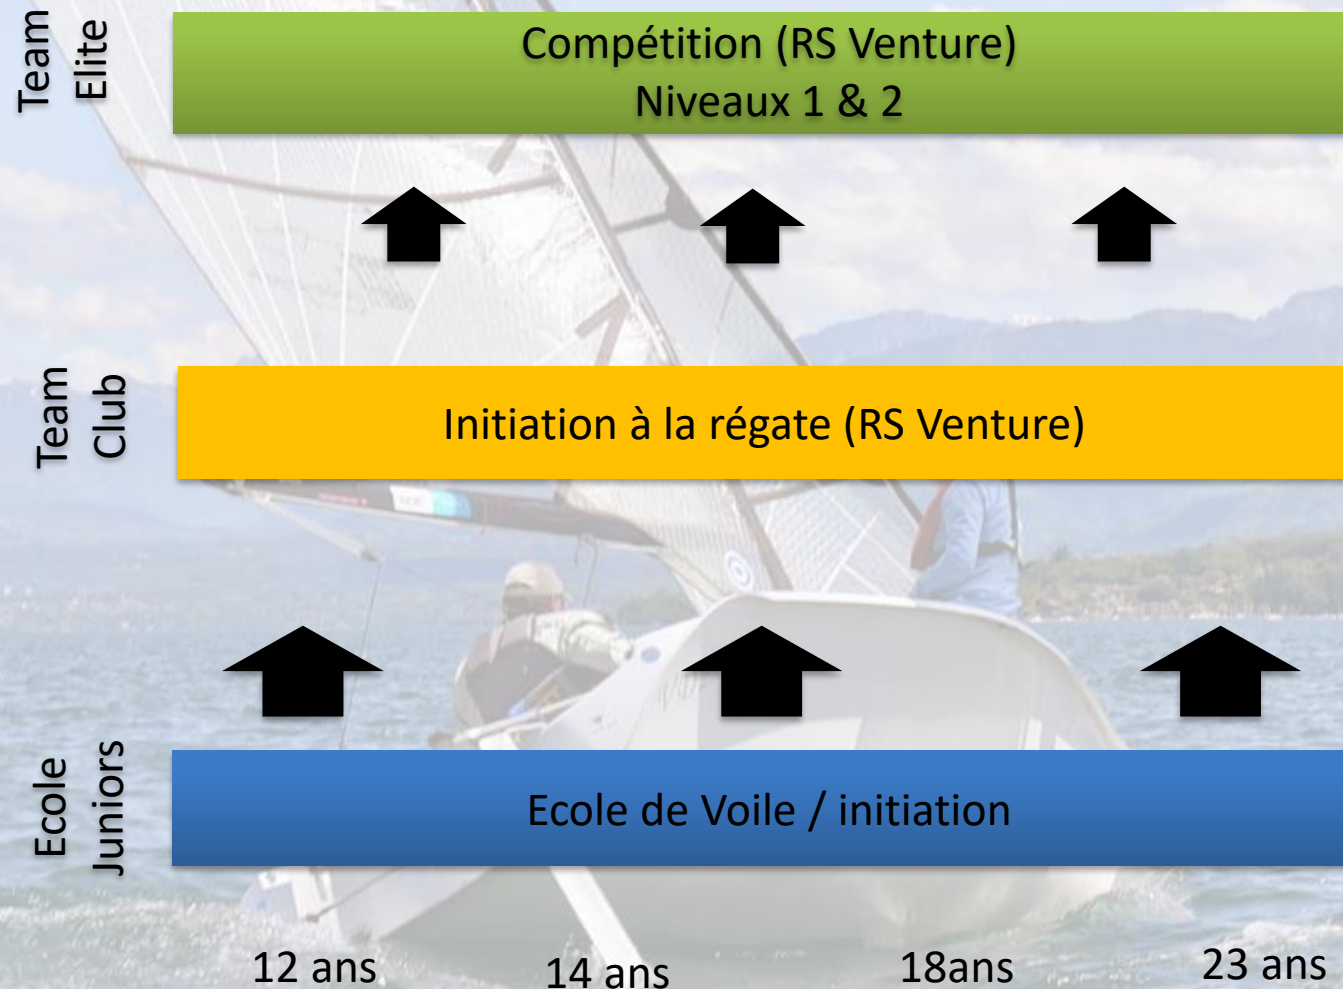 Team
Elite
Compétition (RS Venture)
Niveaux 1 & 2
Team
Club
Initiation à la régate (RS Venture)
Ecole
Juniors
Ecole de Voile / initiation
12 ans
14 ans
18ans
23 ans